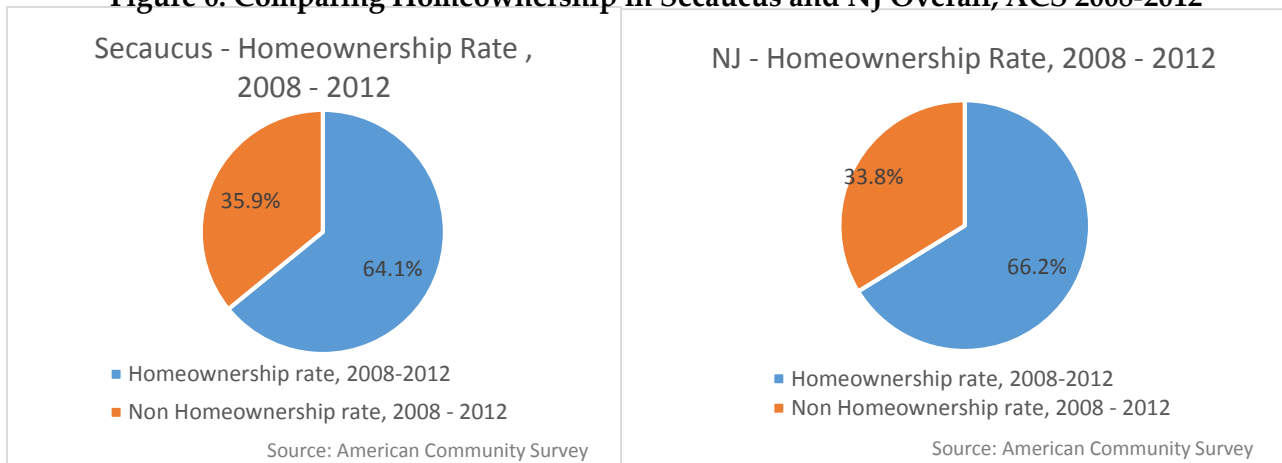 Figure 6. Comparing Homeownership in Secaucus and NJ Overall, ACS 2008-2012
Secaucus - Homeownership Rate ,
2008 - 2012
35.9%
64.1%
Homeownership rate, 2008-2012
Non Homeownership rate, 2008 - 2012
Source: American Community Survey
NJ - Homeownership Rate, 2008 - 2012
33.8%
66.2%
Homeownership rate, 2008-2012
Non Homeownership rate, 2008 - 2012
Source: American Community Survey